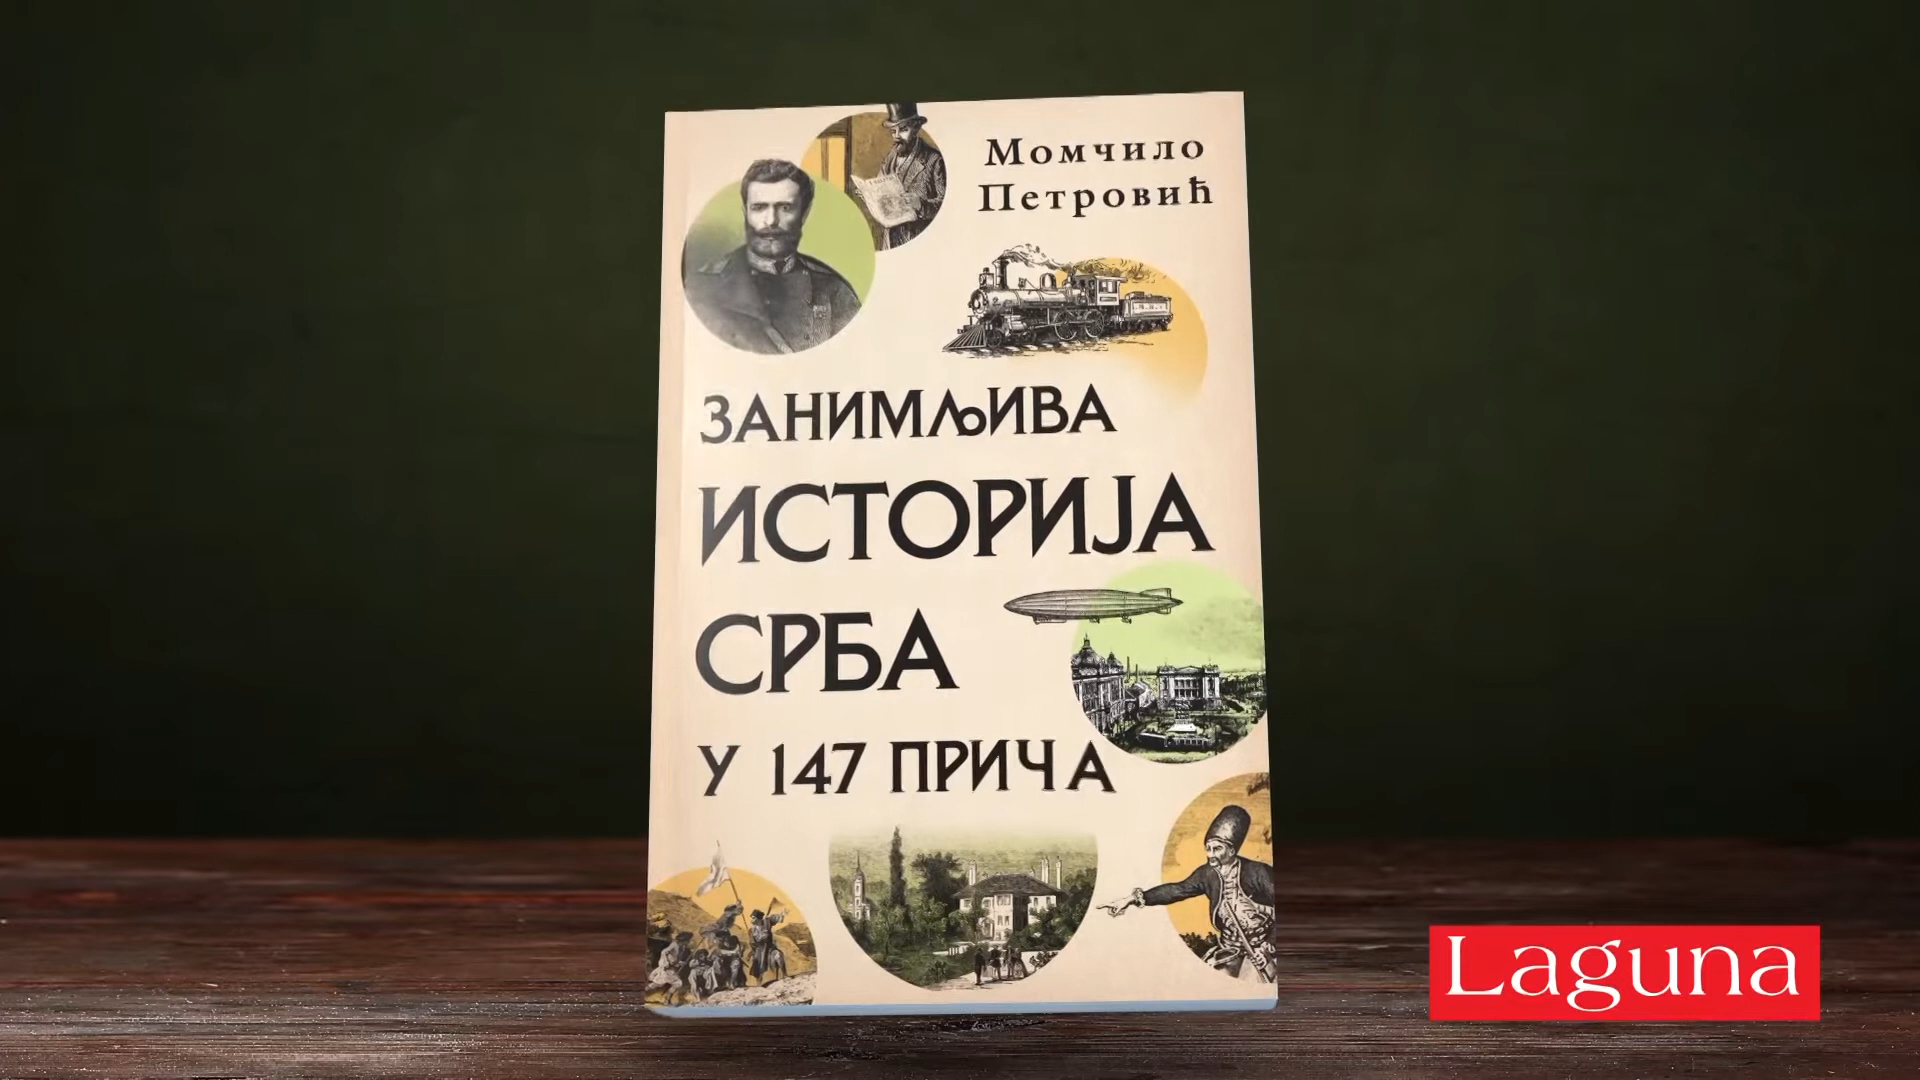 Момчило
Петровић
ЗАНИМЉИВА
ИСТОРИЈА
СРБА
У 147 ПРИЧА
Laguna